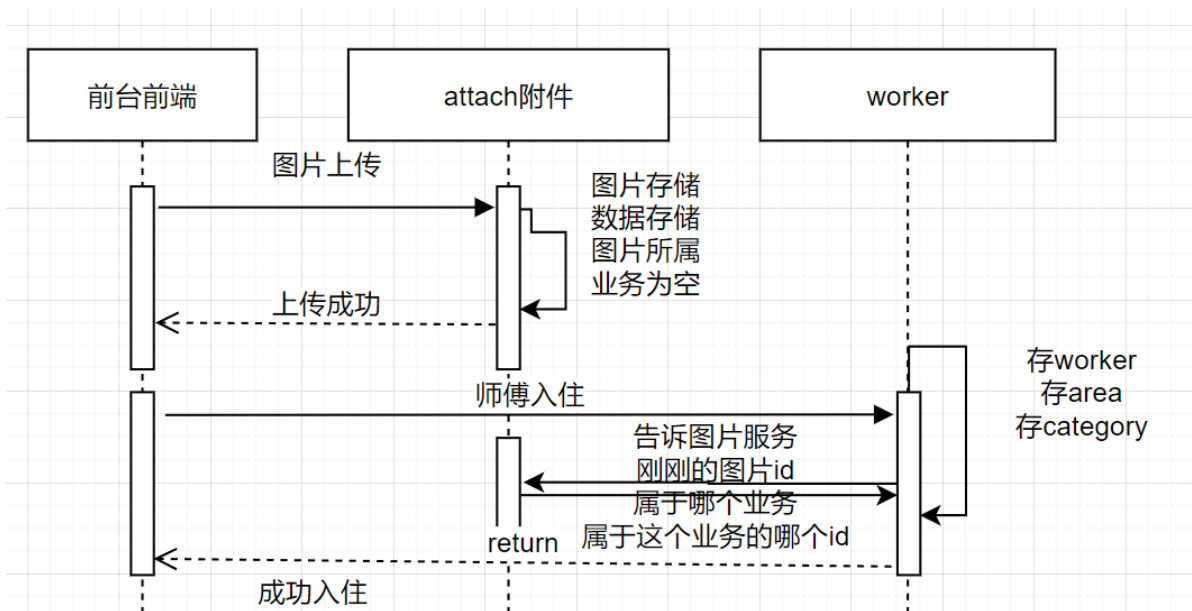 前台前端
attach附件
worker
图片上传
图片存储
数据存储
图片所属
业务为空
上传成功
师傅入住
存worker
存area
存category
告诉图片服务
刚刚的图片id
属于哪个业务
属于这个业务的哪个id
return
成功入住